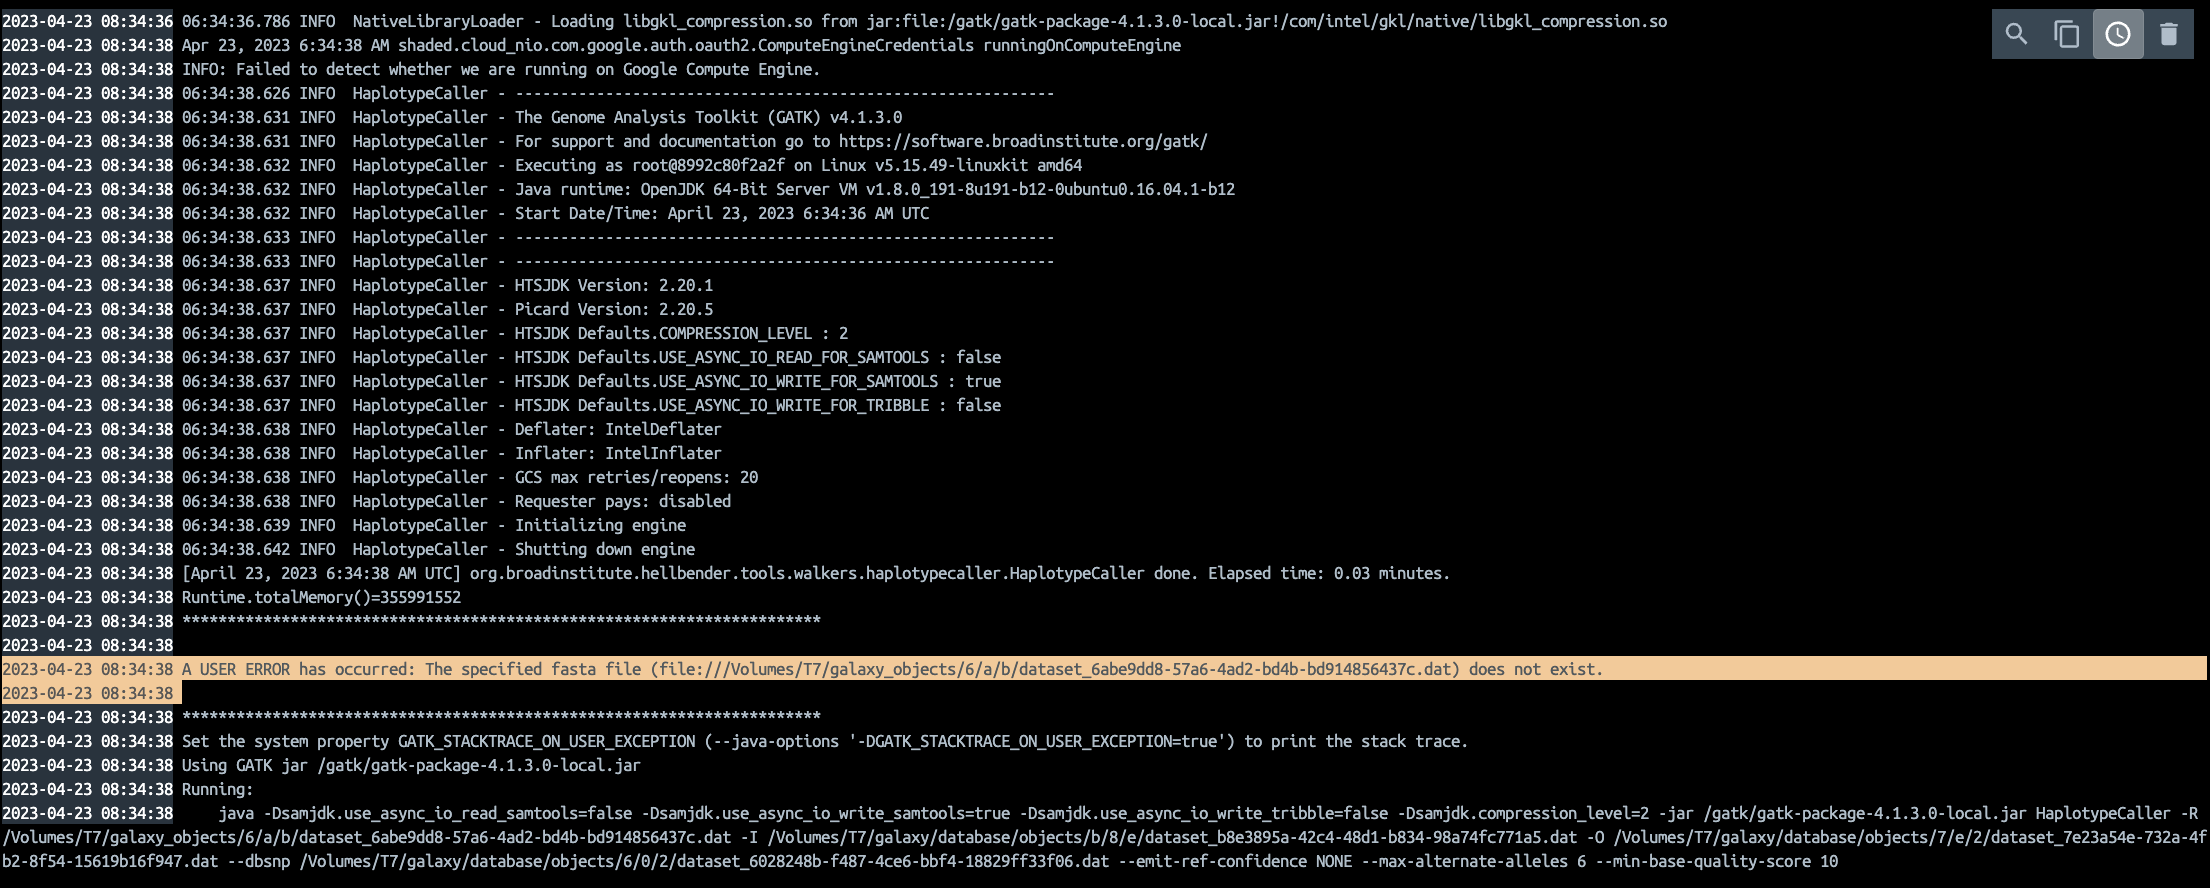 2023-04-23 08:34:36 06:34:36.786 INFO  NativeLibraryLoader - Loading libgkl_compression.so from jar:file:/gatk/gatk-package-4.1.3.0-local.jar!/com/intel/gkl/native/libgkl_compression.so
2023-04-23 08:34:38 Apr 23, 2023 6:34:38 AM shaded.cloud_nio.com.google.auth.oauth2.ComputeEngineCredentials runningOnComputeEngine
2023-04-23 08:34:38 INFO: Failed to detect whether we are running on Google Compute Engine.
2023-04-23 08:34:38 06:34:38.626 INFO  HaplotypeCaller - ------------------------------------------------------------
2023-04-23 08:34:38 06:34:38.631 INFO  HaplotypeCaller - The Genome Analysis Toolkit (GATK) v4.1.3.0
2023-04-23 08:34:38 06:34:38.631 INFO  HaplotypeCaller - For support and documentation go to https://software.broadinstitute.org/gatk/
2023-04-23 08:34:38 06:34:38.632 INFO  HaplotypeCaller - Executing as root@8992c80f2a2f on Linux v5.15.49-linuxkit amd64
2023-04-23 08:34:38 06:34:38.632 INFO  HaplotypeCaller - Java runtime: OpenJDK 64-Bit Server VM v1.8.0_191-8u191-b12-0ubuntu0.16.04.1-b12
2023-04-23 08:34:38 06:34:38.632 INFO  HaplotypeCaller - Start Date/Time: April 23, 2023 6:34:36 AM UTC
2023-04-23 08:34:38 06:34:38.633 INFO  HaplotypeCaller - ------------------------------------------------------------
2023-04-23 08:34:38 06:34:38.633 INFO  HaplotypeCaller - ------------------------------------------------------------
2023-04-23 08:34:38 06:34:38.637 INFO  HaplotypeCaller - HTSJDK Version: 2.20.1
2023-04-23 08:34:38 06:34:38.637 INFO  HaplotypeCaller - Picard Version: 2.20.5
2023-04-23 08:34:38 06:34:38.637 INFO  HaplotypeCaller - HTSJDK Defaults.COMPRESSION_LEVEL : 2
2023-04-23 08:34:38 06:34:38.637 INFO  HaplotypeCaller - HTSJDK Defaults.USE_ASYNC_IO_READ_FOR_SAMTOOLS : false
2023-04-23 08:34:38 06:34:38.637 INFO  HaplotypeCaller - HTSJDK Defaults.USE_ASYNC_IO_WRITE_FOR_SAMTOOLS : true
2023-04-23 08:34:38 06:34:38.637 INFO  HaplotypeCaller - HTSJDK Defaults.USE_ASYNC_IO_WRITE_FOR_TRIBBLE : false
2023-04-23 08:34:38 06:34:38.638 INFO  HaplotypeCaller - Deflater: IntelDeflater
2023-04-23 08:34:38 06:34:38.638 INFO  HaplotypeCaller - Inflater: IntelInflater
2023-04-23 08:34:38 06:34:38.638 INFO  HaplotypeCaller - GCS max retries/reopens: 20
2023-04-23 08:34:38 06:34:38.638 INFO  HaplotypeCaller - Requester pays: disabled
2023-04-23 08:34:38 06:34:38.639 INFO  HaplotypeCaller - Initializing engine
2023-04-23 08:34:38 06:34:38.642 INFO  HaplotypeCaller - Shutting down engine
2023-04-23 08:34:38 [April 23, 2023 6:34:38 AM UTC] org.broadinstitute.hellbender.tools.walkers.haplotypecaller.HaplotypeCaller done. Elapsed time: 0.03 minutes.
2023-04-23 08:34:38 Runtime.totalMemory()=355991552
2023-04-23 08:34:38 ***********************************************************************
2023-04-23 08:34:38
2023-04-23 08:34:38 A USER ERROR has occurred: The specified fasta file (file:///Volumes/T7/galaxy_objects/6/a/b/dataset_6abe9dd8-57a6-4ad2-bd4b-bd914856437c.dat) does not exist.
2023-04-23 08:34:38
2023-04-23 08:34:38 ***********************************************************************
2023-04-23 08:34:38 Set the system property GATK_STACKTRACE_ON_USER_EXCEPTION (--java-options '-DGATK_STACKTRACE_ON_USER_EXCEPTION=true') to print the stack trace.
2023-04-23 08:34:38 Using GATK jar /gatk/gatk-package-4.1.3.0-local.jar
2023-04-23 08:34:38 Running:
2023-04-23 08:34:38     java -Dsamjdk.use_async_io_read_samtools=false -Dsamjdk.use_async_io_write_samtools=true -Dsamjdk.use_async_io_write_tribble=false -Dsamjdk.compression_level=2 -jar /gatk/gatk-package-4.1.3.0-local.jar HaplotypeCaller -R
/Volumes/T7/galaxy_objects/6/a/b/dataset_6abe9dd8-57a6-4ad2-bd4b-bd914856437c.dat -I /Volumes/T7/galaxy/database/objects/b/8/e/dataset_b8e3895a-42c4-48d1-b834-98a74fc771a5.dat -O /Volumes/T7/galaxy/database/objects/7/e/2/dataset_7e23a54e-732a-4f
b2-8f54-15619b16f947.dat --dbsnp /Volumes/T7/galaxy/database/objects/6/0/2/dataset_6028248b-f487-4ce6-bbf4-18829ff33f06.dat --emit-ref-confidence NONE --max-alternate-alleles 6 --min-base-quality-score 10